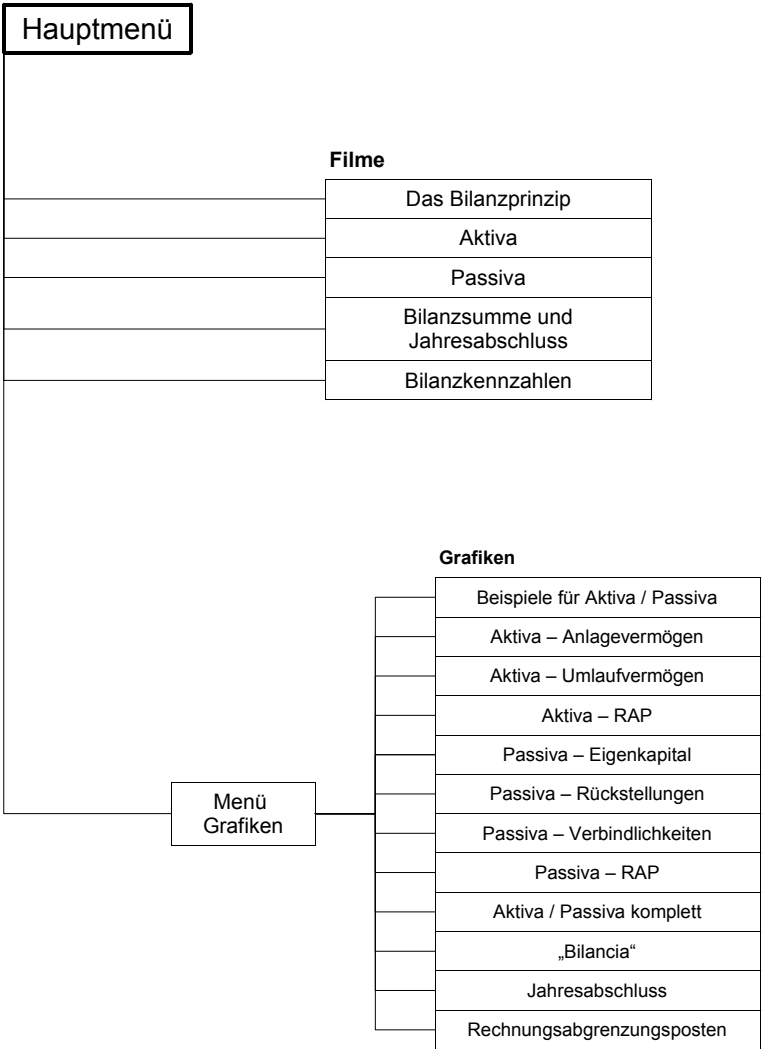 Hauptmenü
Filme
Das Bilanzprinzip
Aktiva
Passiva
Bilanzsumme und
Jahresabschluss
Bilanzkennzahlen
Grafiken
Beispiele für Aktiva / Passiva
Aktiva – Anlagevermögen
Aktiva – Umlaufvermögen
Aktiva – RAP
Passiva – Eigenkapital
Menü
Grafiken
Passiva – Rückstellungen
Passiva – Verbindlichkeiten
Passiva – RAP
Aktiva / Passiva komplett
„Bilancia“
Jahresabschluss
Rechnungsabgrenzungsposten